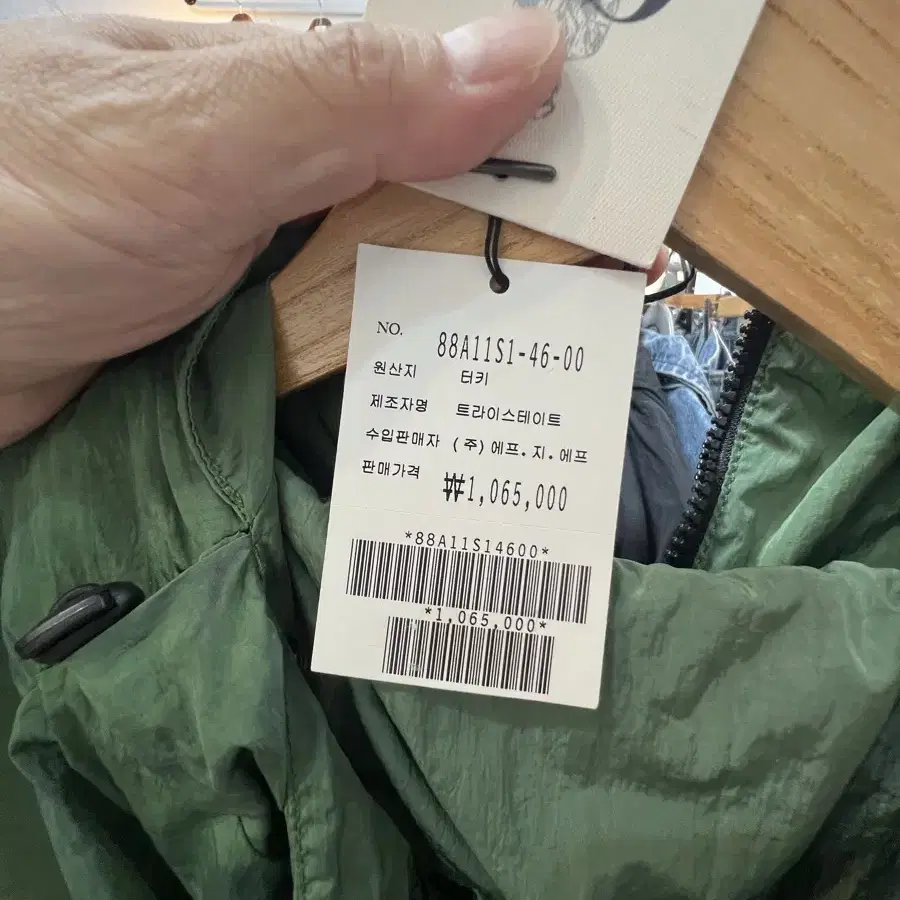 NO. 88A11S1-46-00
원산지 터키
제조자명 트라이스테이트
수입판매자 (주)에프.지.에프
판매가격 ₩1,065,000
*88A11S14600*
*1,065,000*